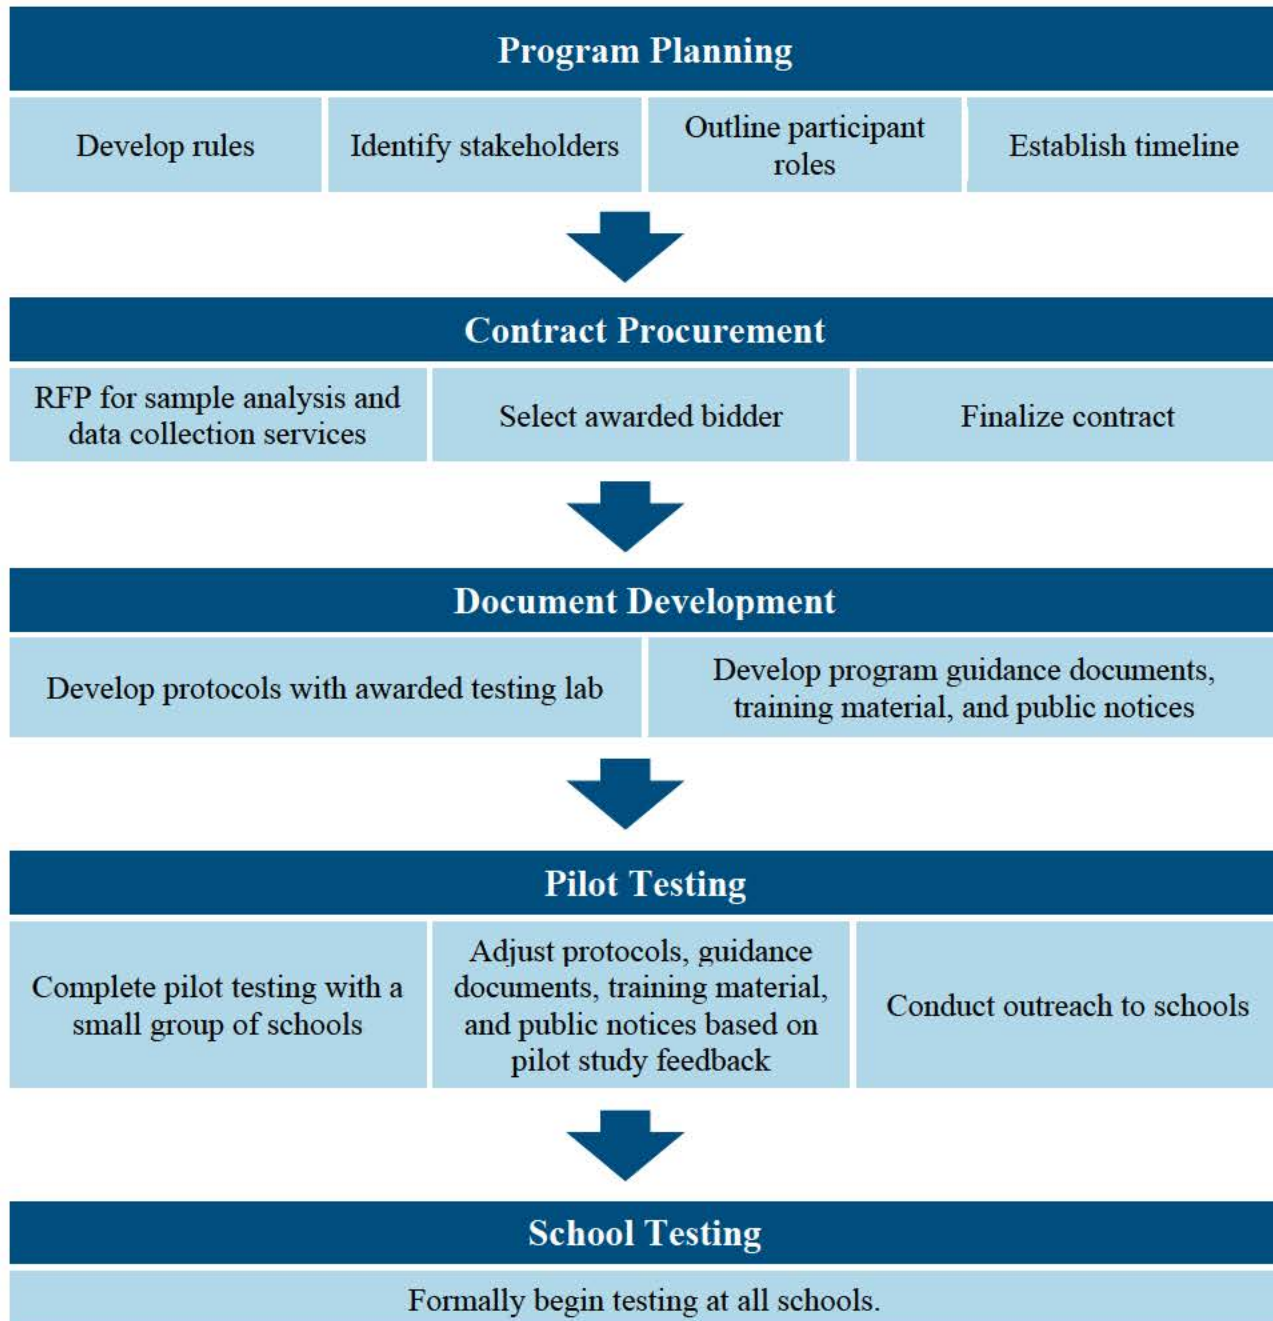 Program Planning
Develop rules
Identify stakeholders
Outline participant
roles
Establish timeline
Contract Procurement
RFP for sample analysis and
data collection services
Select awarded bidder
Finalize contract
Document Development
Develop protocols with awarded testing lab
Develop program guidance documents,
training material, and public notices
Pilot Testing
Complete pilot testing with a
small group of schools
Adjust protocols, guidance
documents, training material,
and public notices based on
pilot study feedback
Conduct outreach to schools
School Testing
Formally begin testing at all schools.